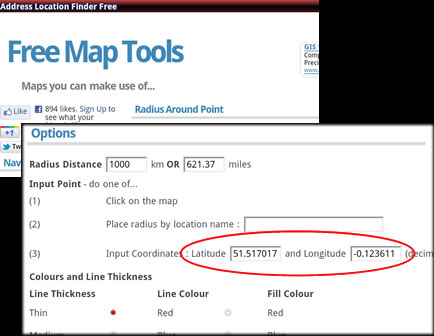 Address Location Finder Free
Free Map Tools
Maps you can make use of...
GIS
Comp
Precis
www.
Like
894 likes. Sign Up to
see what your
Radius Around Point
+1
Tw
Nav
Options
Radius Distance 1000 km OR 621.37 miles
Input Point - do one of...
(1) Click on the map
(2) Place radius by location name :
(3) Input Coordinates : Latitude 51.517017 and Longitude -0.123611 (decim
Colours and Line Thickness
Line Thickness Line Colour Fill Colour
Thin Red Red
Medium Blue Blue